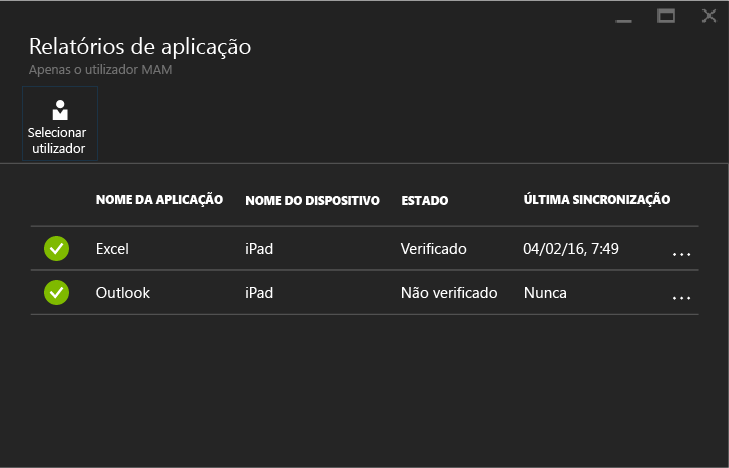 Relatórios de aplicação
Apenas o utilizador MAM
Selecionar
utilizador
NOME DA APLICAÇÃO NOME DO DISPOSITIVO ESTADO ÚLTIMA SINCRONIZAÇÃO
Excel iPad Verificado 04/02/16, 7:49 ...
Outlook iPad Não verificado Nunca ...